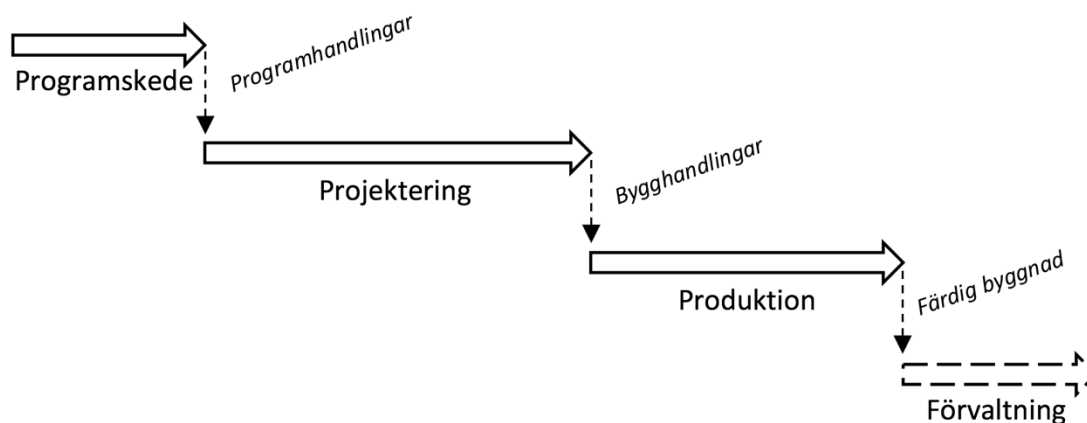 Programhandlingar
Programskede
Bygghandlingar
Projektering
Färdig byggnad
Produktion
Förvaltning